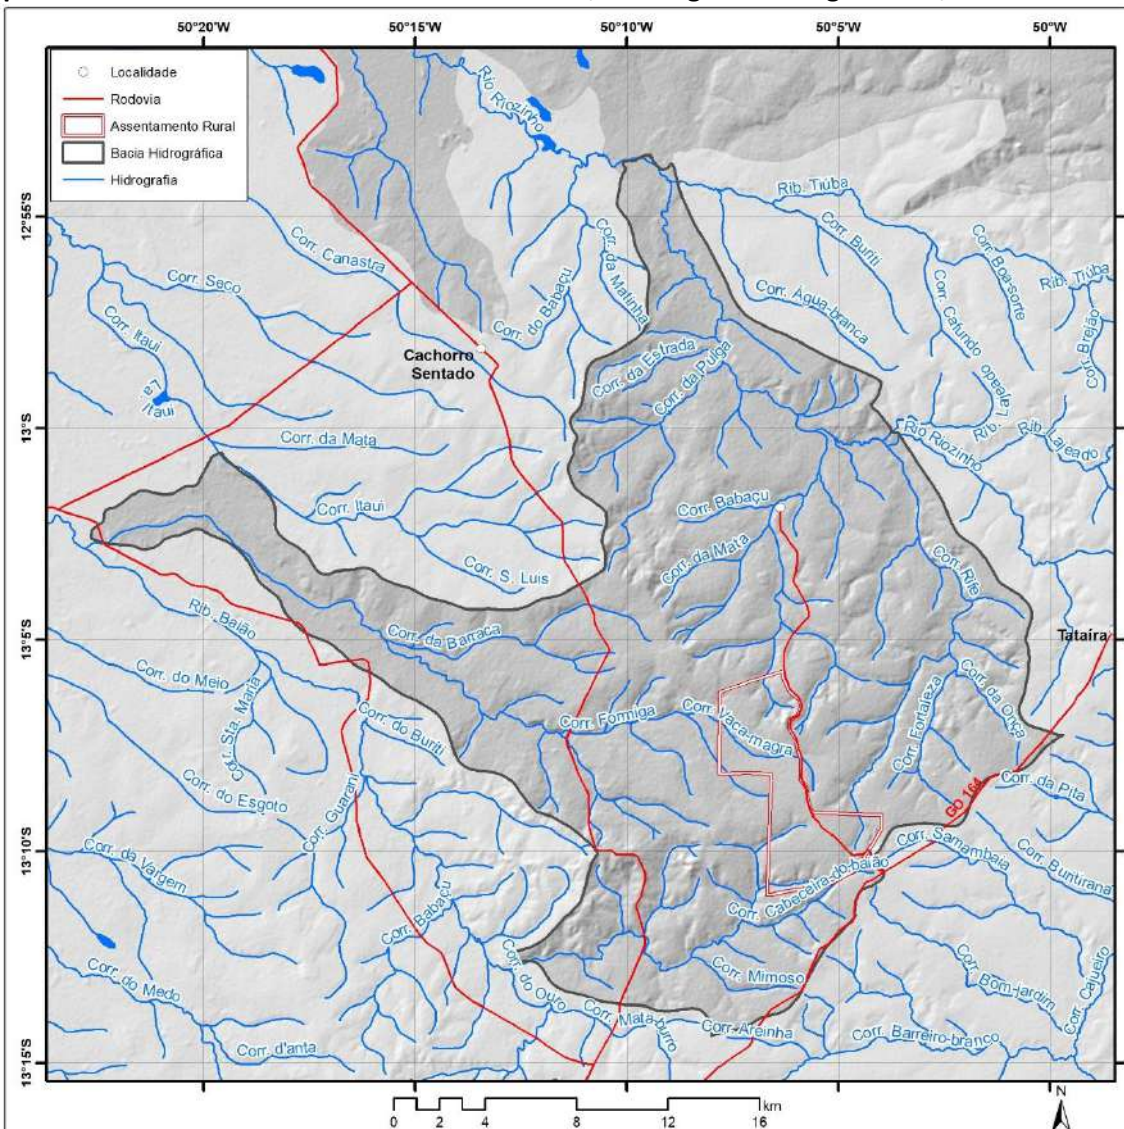 50°20'W
50°15'W
50°10'W
50°5'W
50°W
Localidade
Rodovia
Assentamento Rural
Bacia Hidrográfica
Hidrografia
Rio Riozinho
Rib. Tiúba
12°55'S
Corr. Canastra
Corr. da Matinha
Corr. Buriti
Corr. Boa-sorte
Rib. Tiúba
Corr. Seco
Corr. do Babaçu
Corr. Água-branca
Corr. Cafundo
Corr. Brejão
Corr. Itaui
Cachorro
Sentado
Corr. da Estrada
Corr. da Pulga
La.
Itaui
Rib. Lajeado
13°S
Corr. da Mata
Rio Riozinho
Rib. Lajeado
Corr. Itaui
Corr. Babaçu
Corr. S. Luis
Corr. da Mata
Corr. Rife
Rib. Baião
Corr. da Barraca
13°5'S
Tataíra
Corr. do Meio
Corr. Sta. Maria
Corr. do Buriti
Corr. Formiga
Corr. Vaca-magra
Corr. Fortaleza
Corr. da Onça
Corr. do Esgoto
Corr. Guarani
GO 164
Corr. da Pita
13°10'S
Corr. da Vargem
Corr. Samambaia
Corr. Buritirana
Corr. Cabeceira-do-baião
Corr. Babaçu
Corr. do Medo
Corr. do Ouro
Corr. Mimoso
Corr. Bom-jardim
Corr. Cajueiro
Corr. Mata-burro
Corr. Areinha
Corr. Barreiro-branco
Corr. d'anta
13°15'S
0 2 4 8 12 16 km
N